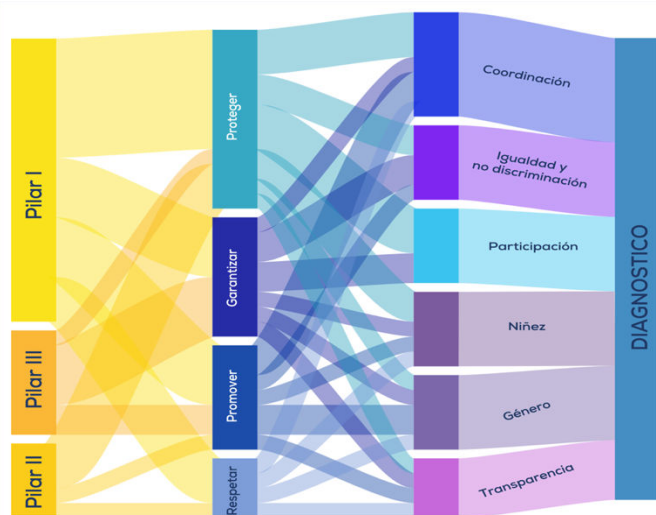 Pilar I
Pilar III
Pilar II
Proteger
Garantizar
Promover
Respetar
Coordinación
Igualdad y
no discriminación
Participación
Niñez
Género
Transparencia
DIAGNOSTICO